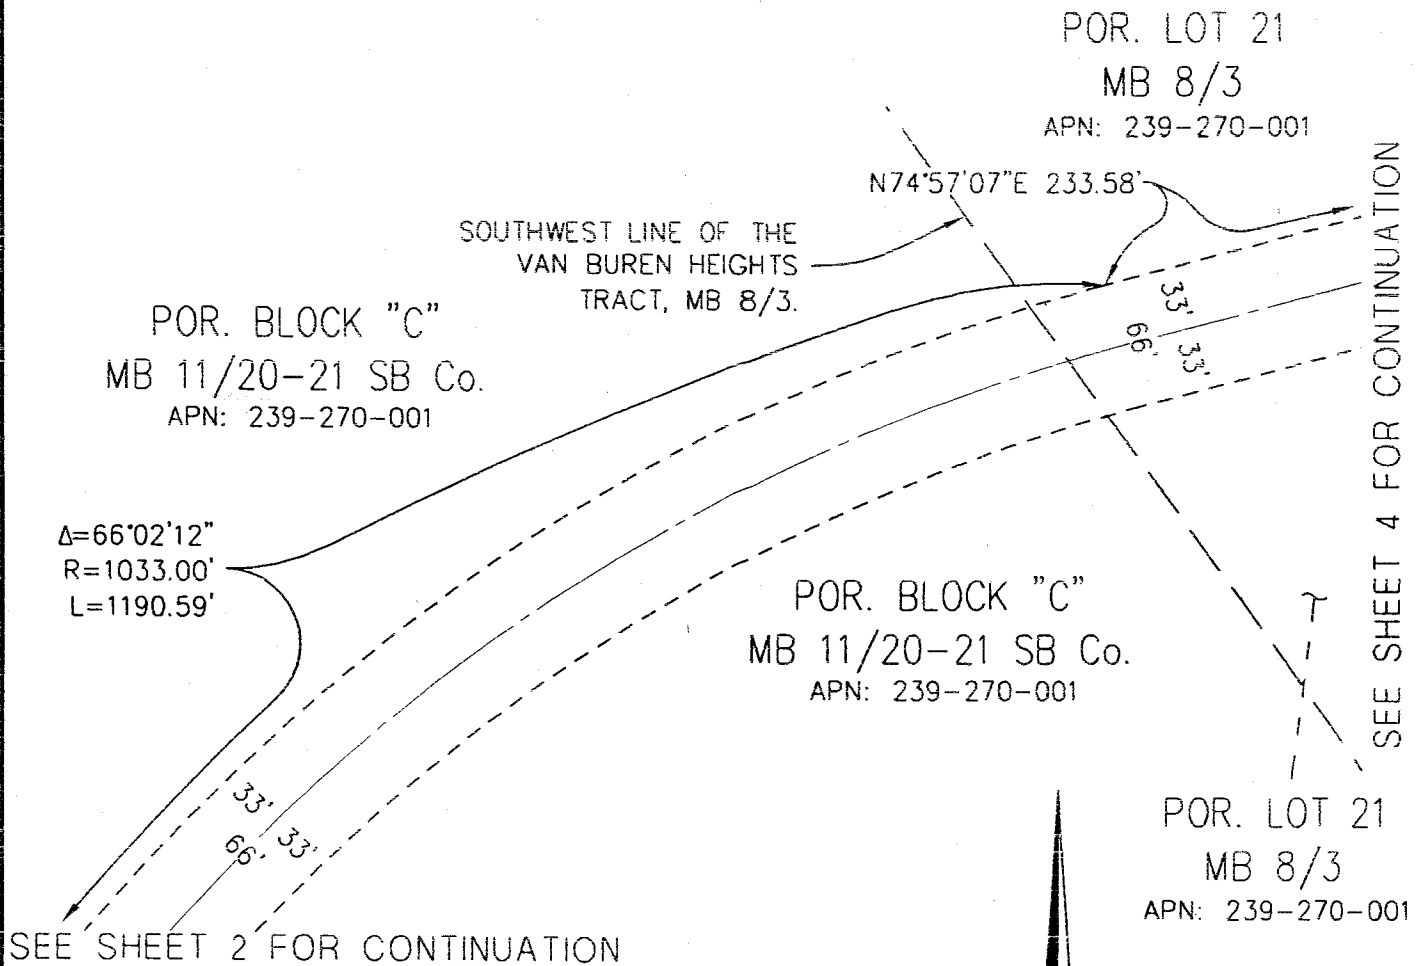 POR. LOT 21
MB 8/3
APN: 239-270-001
N74°57'07"E 233.58'
SOUTHWEST LINE OF THE
VAN BUREN HEIGHTS
TRACT, MB 8/3.
POR. BLOCK "C"
MB 11/20-21 SB Co.
APN: 239-270-001
33'
66'
33'
SEE SHEET 4 FOR CONTINUATION
Δ=66°02'12"
R=1033.00'
L=1190.59'
POR. BLOCK "C"
MB 11/20-21 SB Co.
APN: 239-270-001
33'
66'
33'
POR. LOT 21
MB 8/3
APN: 239-270-001
SEE SHEET 2 FOR CONTINUATION